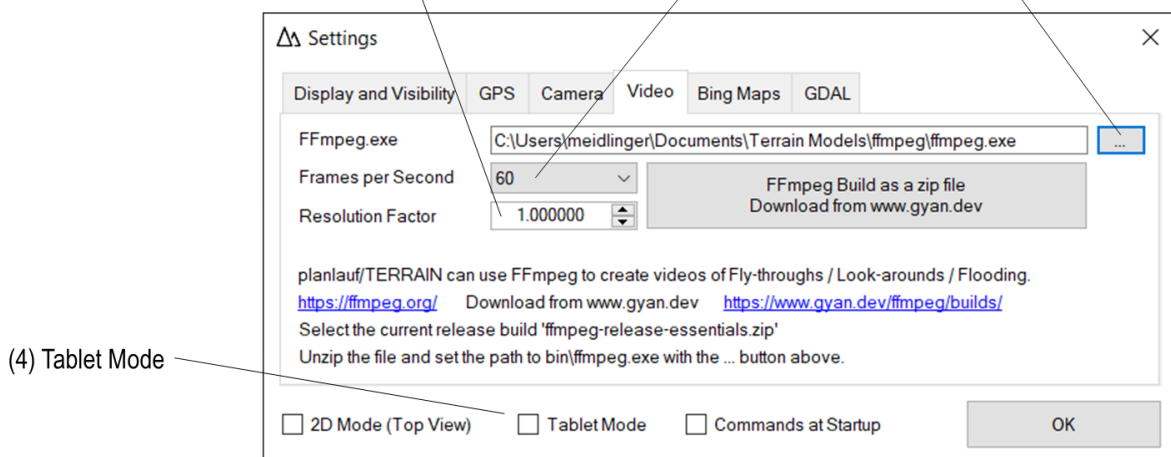 Settings
Display and Visibility GPS Camera Video Bing Maps GDAL
FFmpeg.exe C:\Users\meidlinger\Documents\Terrain Models\ffmpeg\ffmpeg.exe ...
Frames per Second 60
FFmpeg Build as a zip file
Download from www.gyan.dev
Resolution Factor 1.000000
planlauf/TERRAIN can use FFmpeg to create videos of Fly-throughs / Look-arounds / Flooding.
https://ffmpeg.org/ Download from www.gyan.dev https://www.gyan.dev/ffmpeg/builds/
Select the current release build 'ffmpeg-release-essentials.zip'
Unzip the file and set the path to bin\ffmpeg.exe with the ... button above.
(4) Tablet Mode
2D Mode (Top View) Tablet Mode Commands at Startup OK